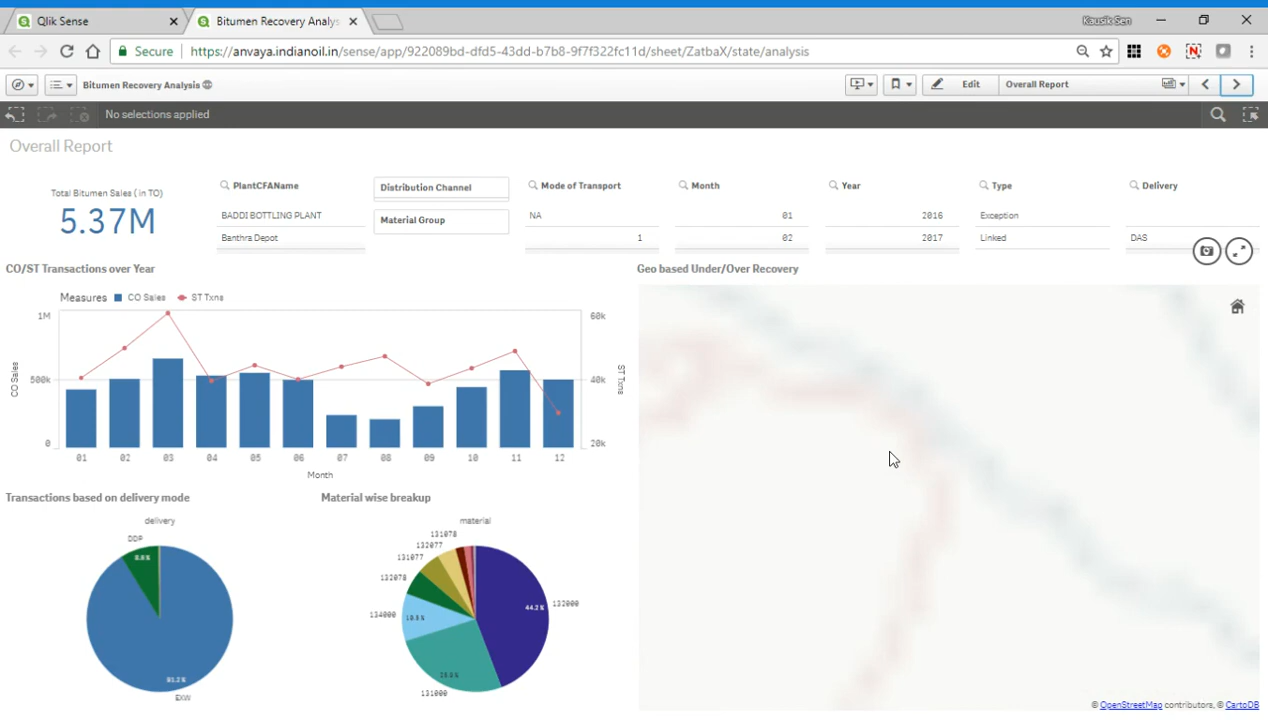 Qlik Sense
Bitumen Recovery Analys
Kausik Sen
Secure
https://anvaya.indianoil.in/sense/app/922089bd-dfd5-43dd-b7b8-9f7f322fc11d/sheet/ZatbaX/state/analysis
Bitumen Recovery Analysis
Edit
Overall Report
No selections applied
Overall Report
Total Bitumen Sales (in TO)
5.37M
PlantCFAName
BADDI BOTTLING PLANT
Banthra Depot
Distribution Channel
Material Group
Mode of Transport
NA
1
Month
01
02
Year
2016
2017
Type
Exception
Linked
Delivery
DAS
CO/ST Transactions over Year
Measures CO Sales ST Txns
1M
500k
0
CO Sales
60k
40k
20k
ST Txns
01 02 03 04 05 06 07 08 09 10 11 12
Month
Geo based Under/Over Recovery
© OpenStreetMap contributors, © CartoDB
Transactions based on delivery mode
delivery
DDP
91.2%
EXW
Material wise breakup
material
131078
132077
131077
132078
134000
131000
132000
44.2%